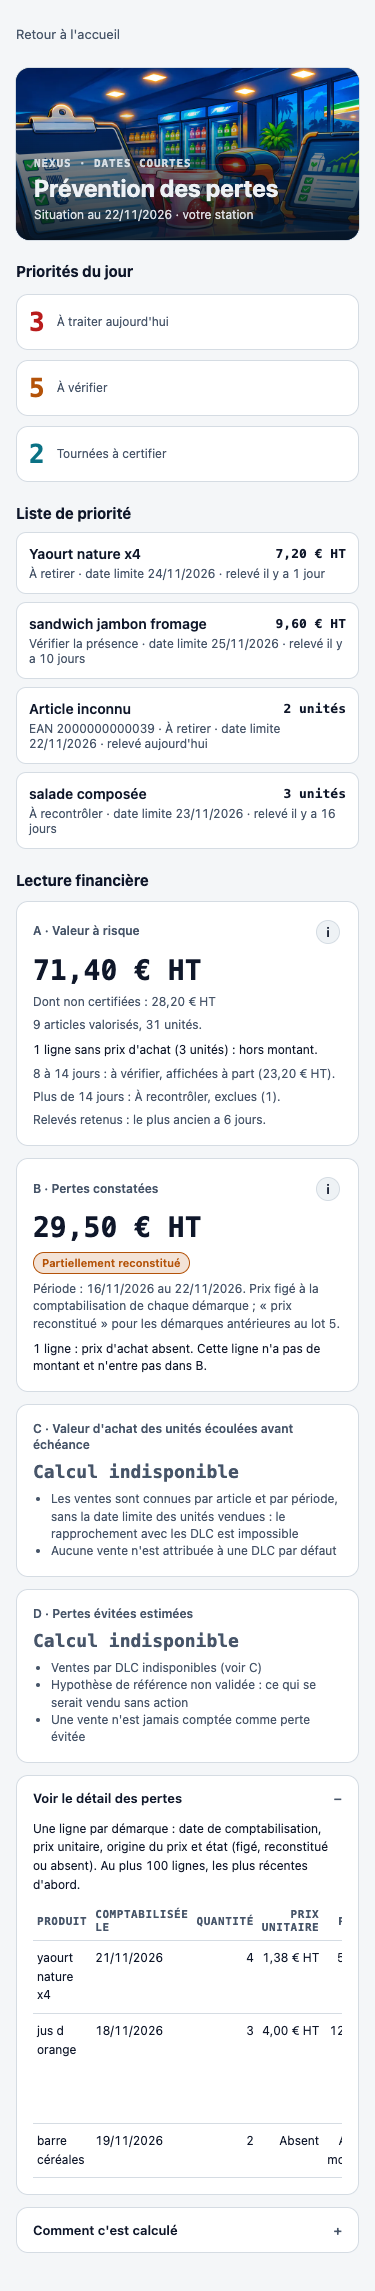 Retour à l'accueil
NEXUS · DATES COURTES
Prévention des pertes
Situation au 22/11/2026 · votre station
Priorités du jour
3 À traiter aujourd'hui
5 À vérifier
2 Tournées à certifier
Liste de priorité
Yaourt nature x4 7,20 € HT
À retirer · date limite 24/11/2026 · relevé il y a 1 jour
sandwich jambon fromage 9,60 € HT
Vérifier la présence · date limite 25/11/2026 · relevé il y
a 10 jours
Article inconnu 2 unités
EAN 2000000000039 · À retirer · date limite
22/11/2026 · relevé aujourd'hui
salade composée 3 unités
À recontrôler · date limite 23/11/2026 · relevé il y a 16
jours
Lecture financière
A · Valeur à risque i
71,40 € HT
Dont non certifiées : 28,20 € HT
9 articles valorisés, 31 unités.
1 ligne sans prix d'achat (3 unités) : hors montant.
8 à 14 jours : à vérifier, affichées à part (23,20 € HT).
Plus de 14 jours : À recontrôler, exclues (1).
Relevés retenus : le plus ancien a 6 jours.
B · Pertes constatées i
29,50 € HT
Partiellement reconstitué
Période : 16/11/2026 au 22/11/2026. Prix figé à la
comptabilisation de chaque démarque ; « prix
reconstitué » pour les démarques antérieures au lot 5.
1 ligne : prix d'achat absent. Cette ligne n'a pas de
montant et n'entre pas dans B.
C · Valeur d'achat des unités écoulées avant
échéance
Calcul indisponible
• Les ventes sont connues par article et par période,
sans la date limite des unités vendues : le
rapprochement avec les DLC est impossible
• Aucune vente n'est attribuée à une DLC par défaut
D · Pertes évitées estimées
Calcul indisponible
• Ventes par DLC indisponibles (voir C)
• Hypothèse de référence non validée : ce qui se
serait vendu sans action
• Une vente n'est jamais comptée comme perte
évitée
Voir le détail des pertes −
Une ligne par démarque : date de comptabilisation,
prix unitaire, origine du prix et état (figé, reconstitué
ou absent). Au plus 100 lignes, les plus récentes
d'abord.
PRODUIT COMPTABILISÉE LE QUANTITÉ PRIX UNITAIRE
yaourt nature x4 21/11/2026 4 1,38 € HT
jus d orange 18/11/2026 3 4,00 € HT
barre céréales 19/11/2026 2 Absent
Comment c'est calculé +